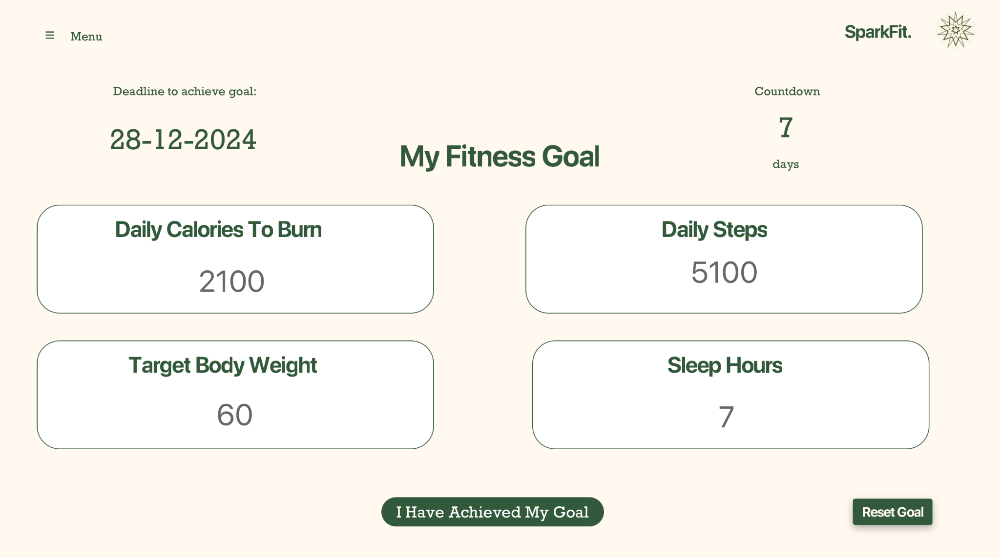 Menu
SparkFit.
Deadline to achieve goal:
28-12-2024
Countdown
7
days
My Fitness Goal
Daily Calories To Burn
2100
Daily Steps
5100
Target Body Weight
60
Sleep Hours
7
I Have Achieved My Goal
Reset Goal